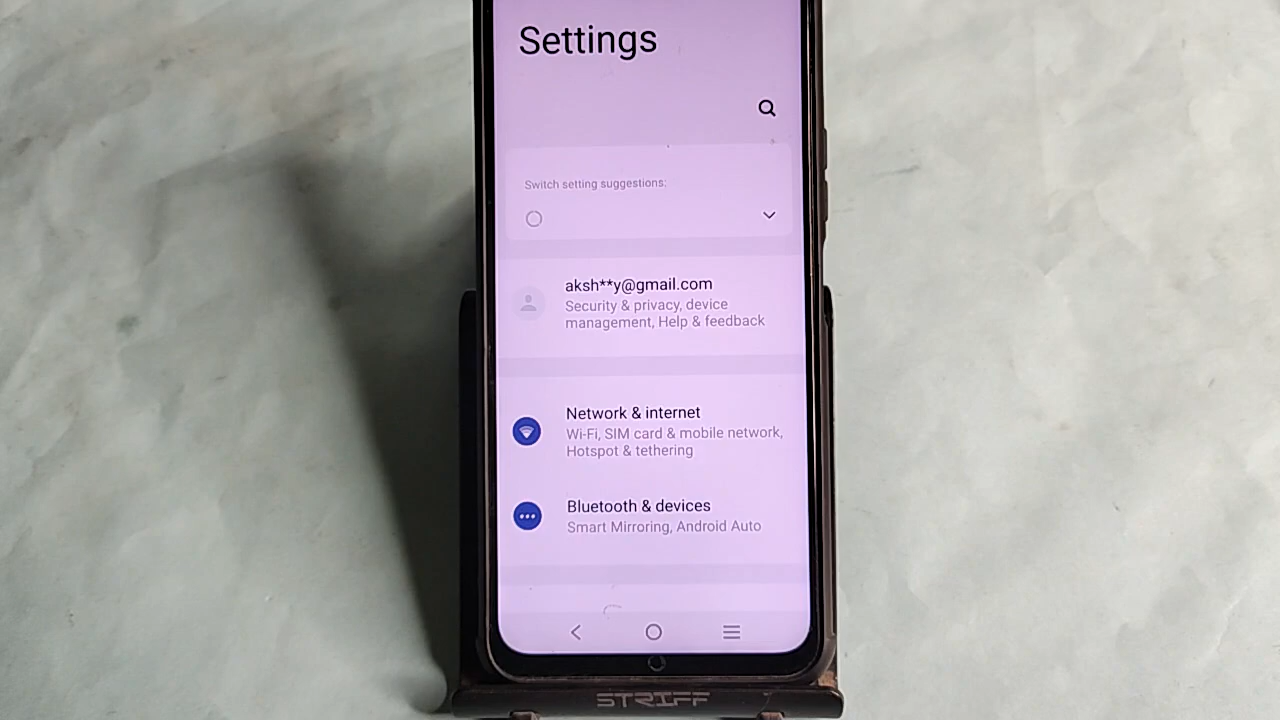 Settings
Switch setting suggestions:
aksh**y@gmail.com
Security & privacy, device
management, Help & feedback
Network & internet
Wi-Fi, SIM card & mobile network,
Hotspot & tethering
Bluetooth & devices
Smart Mirroring, Android Auto
STRIFF